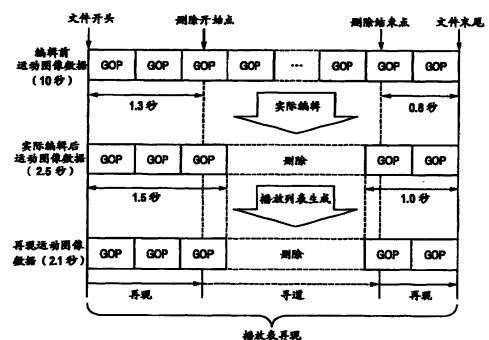 文件开头 删除开始点 删除结束点 文件末尾
编辑前
运动图像数据
(10秒)
GOP GOP GOP GOP ... GOP GOP GOP
1.3 秒 0.8 秒
实际编辑
实际编辑后
运动图像数据
(2.5秒)
GOP GOP GOP 删除 GOP GOP
1.5 秒 1.0 秒
播放列表生成
再现运动图像
数据(2.1秒)
GOP GOP GOP 删除 GOP GOP
再现 寻道 再现
播放表再现